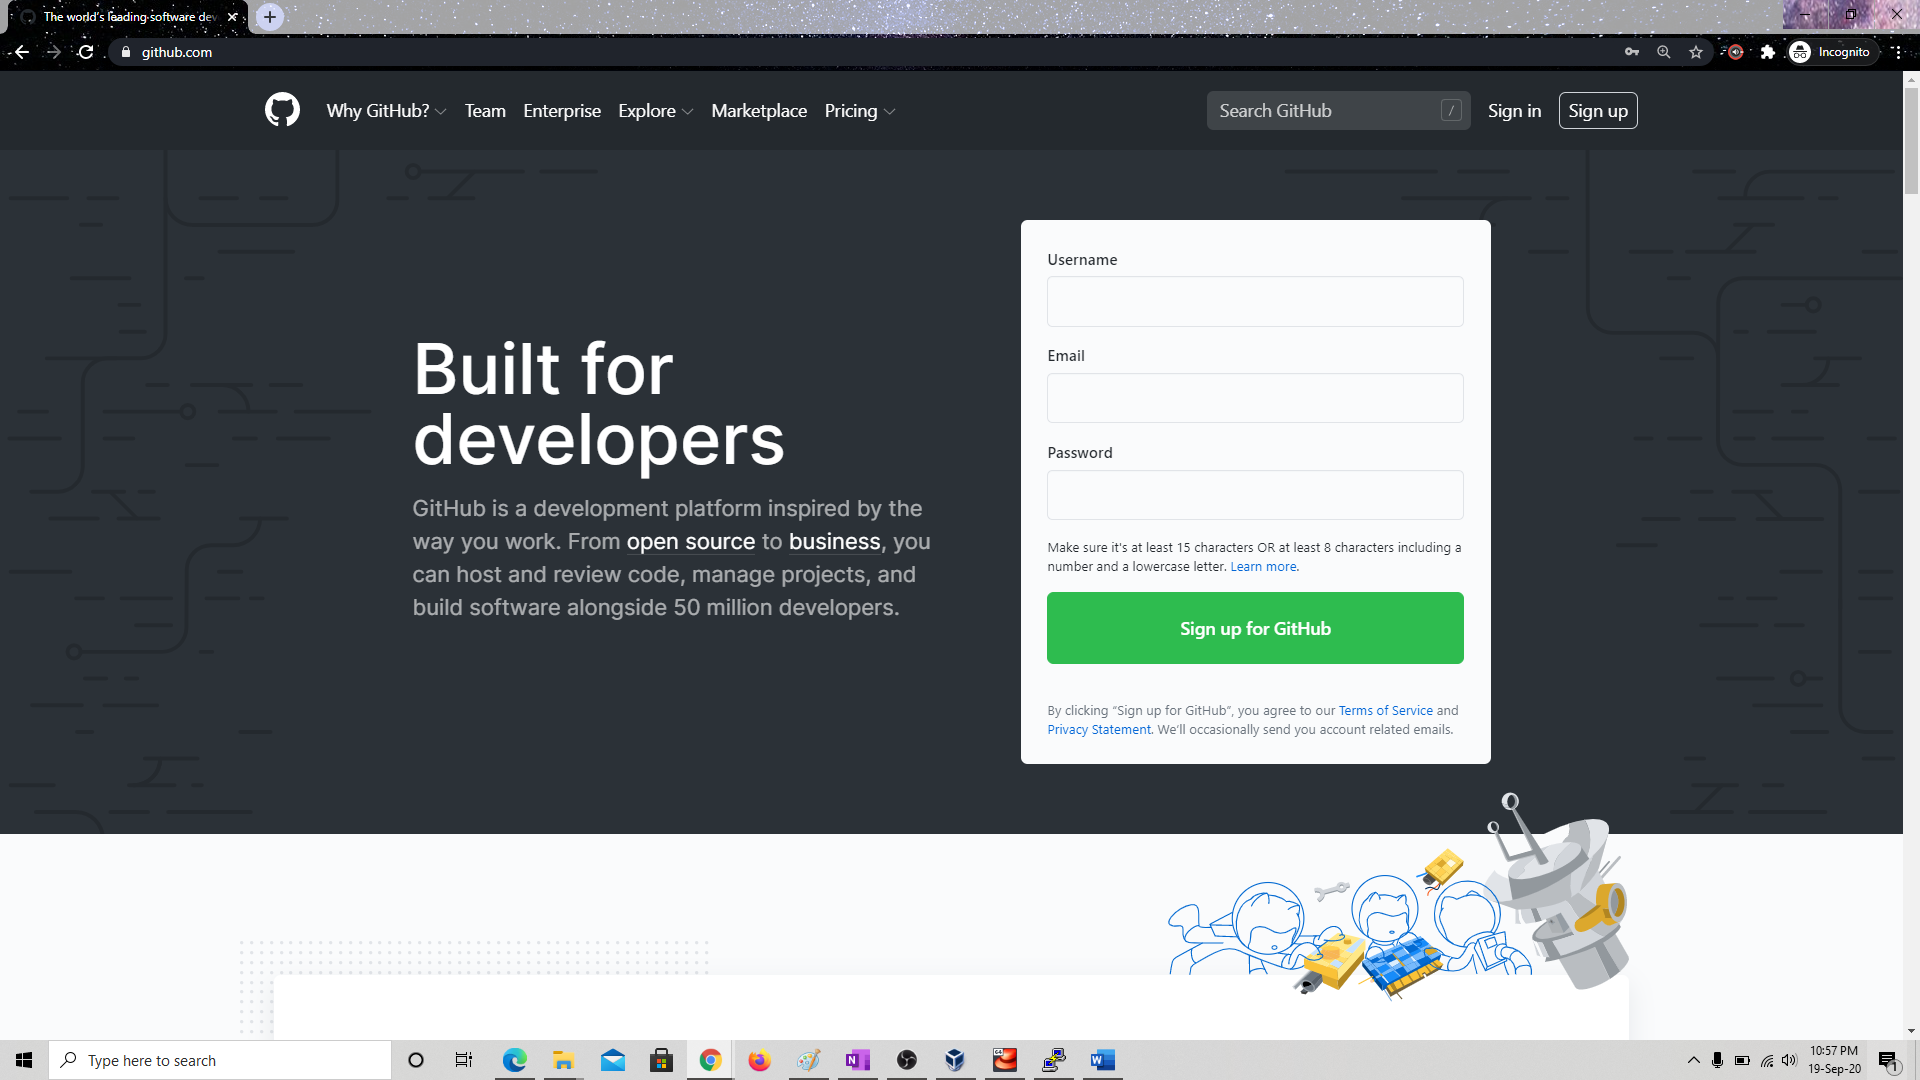 The world's leading software dev
github.com
Incognito
Why GitHub?
Team
Enterprise
Explore
Marketplace
Pricing
Search GitHub
/
Sign in
Sign up
Built for
developers
GitHub is a development platform inspired by the
way you work. From open source to business, you
can host and review code, manage projects, and
build software alongside 50 million developers.
Username
Email
Password
Make sure it's at least 15 characters OR at least 8 characters including a
number and a lowercase letter. Learn more.
Sign up for GitHub
By clicking “Sign up for GitHub”, you agree to our Terms of Service and
Privacy Statement. We’ll occasionally send you account related emails.
Type here to search
10:57 PM
19-Sep-20
1